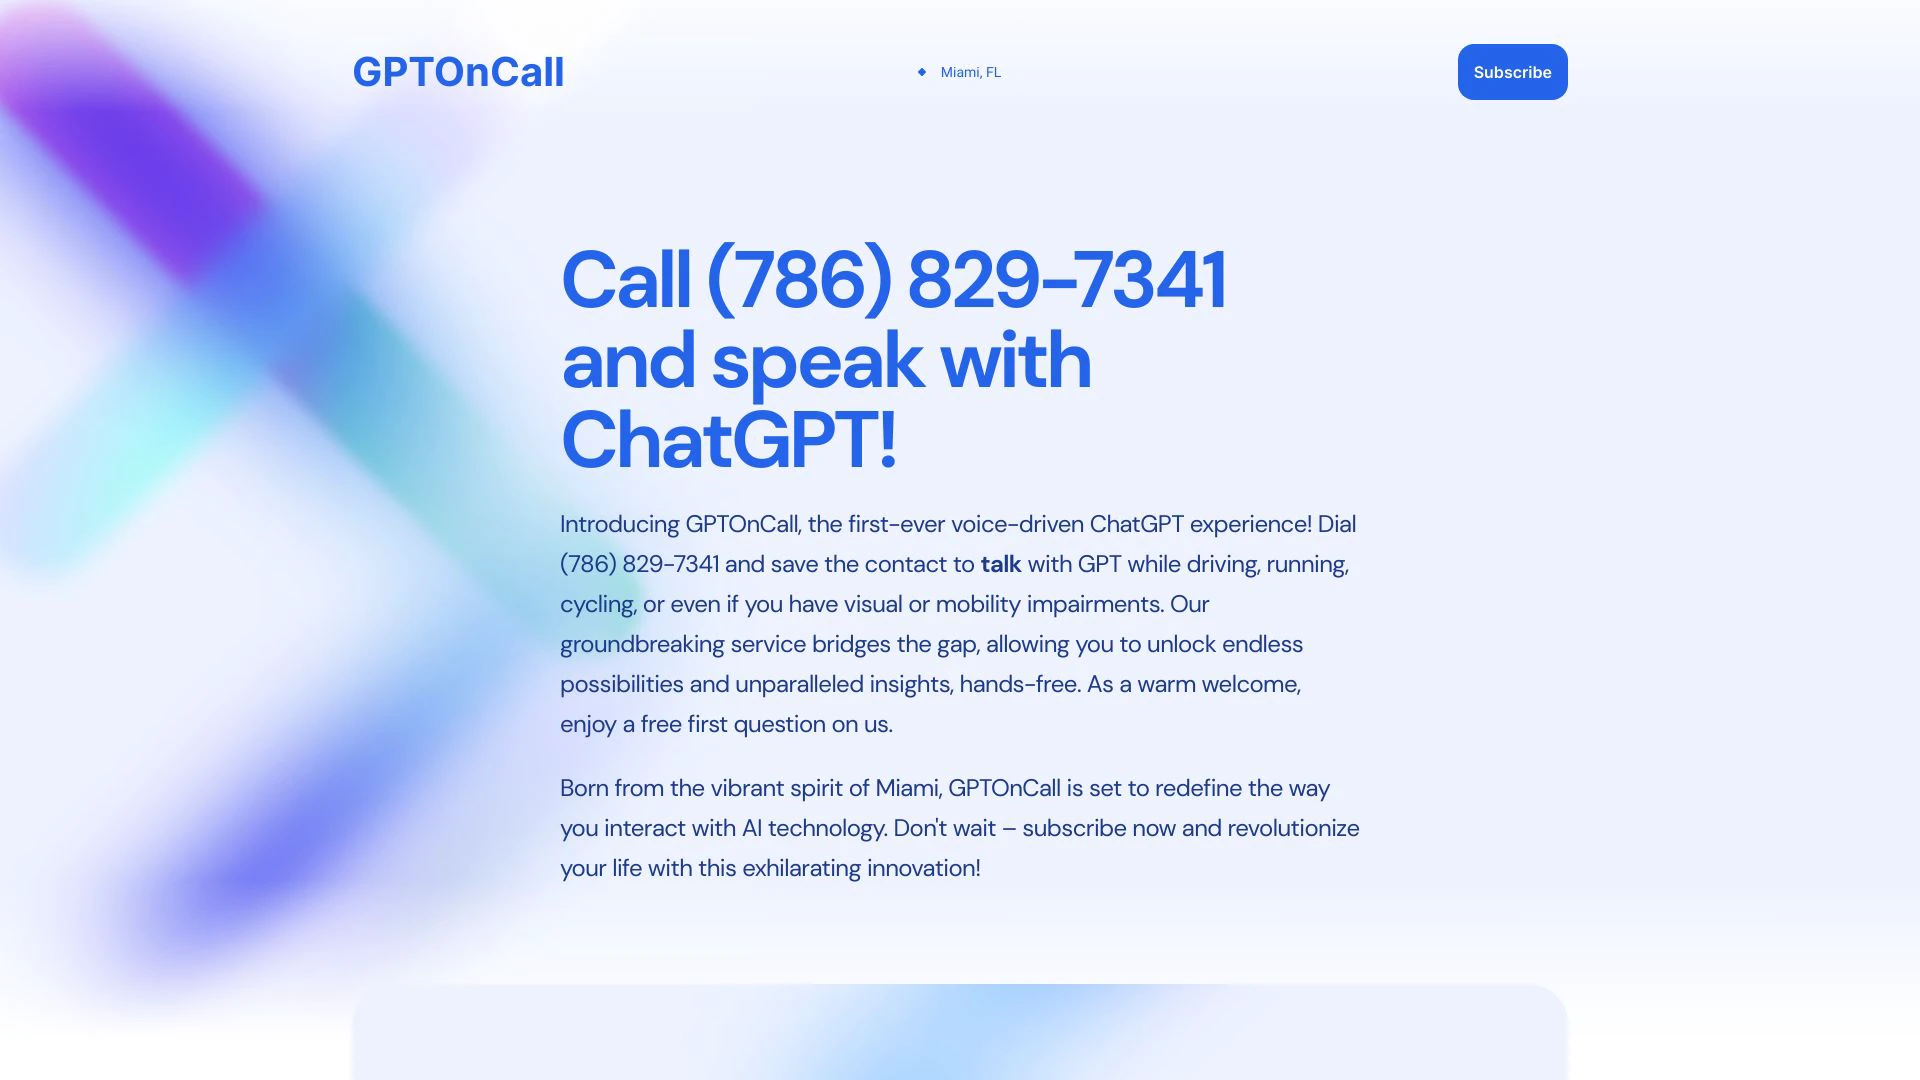 GPTOnCall
Miami, FL
Subscribe
Call (786) 829-7341
and speak with
ChatGPT!
Introducing GPTOnCall, the first-ever voice-driven ChatGPT experience! Dial
(786) 829-7341 and save the contact to talk with GPT while driving, running,
cycling, or even if you have visual or mobility impairments. Our
groundbreaking service bridges the gap, allowing you to unlock endless
possibilities and unparalleled insights, hands-free. As a warm welcome,
enjoy a free first question on us.
Born from the vibrant spirit of Miami, GPTOnCall is set to redefine the way
you interact with AI technology. Don't wait – subscribe now and revolutionize
your life with this exhilarating innovation!